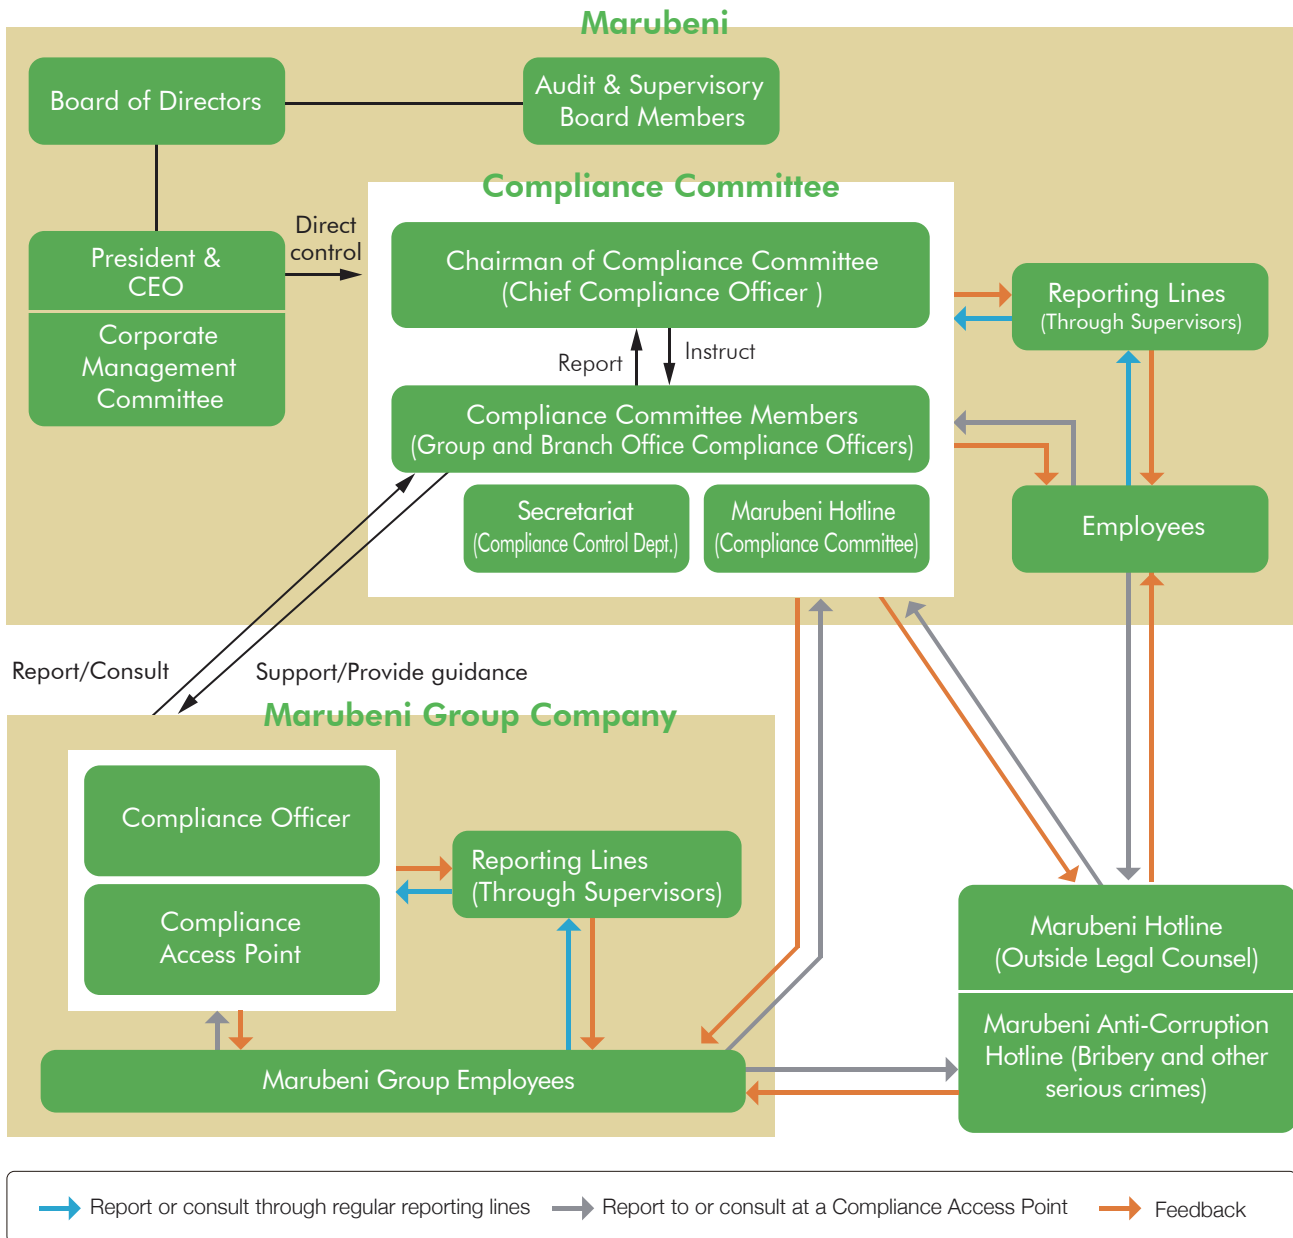 Marubeni
Board of Directors
Audit & Supervisory
Board Members
Compliance Committee
Direct
control
President &
CEO
Corporate
Management
Committee
Chairman of Compliance Committee
(Chief Compliance Officer )
Reporting Lines
(Through Supervisors)
Report
Instruct
Compliance Committee Members
(Group and Branch Office Compliance Officers)
Secretariat
(Compliance Control Dept.)
Marubeni Hotline
(Compliance Committee)
Employees
Report/Consult
Support/Provide guidance
Marubeni Group Company
Compliance Officer
Compliance
Access Point
Reporting Lines
(Through Supervisors)
Marubeni Group Employees
Marubeni Hotline
(Outside Legal Counsel)
Marubeni Anti-Corruption
Hotline (Bribery and other
serious crimes)
Report or consult through regular reporting lines
Report to or consult at a Compliance Access Point
Feedback